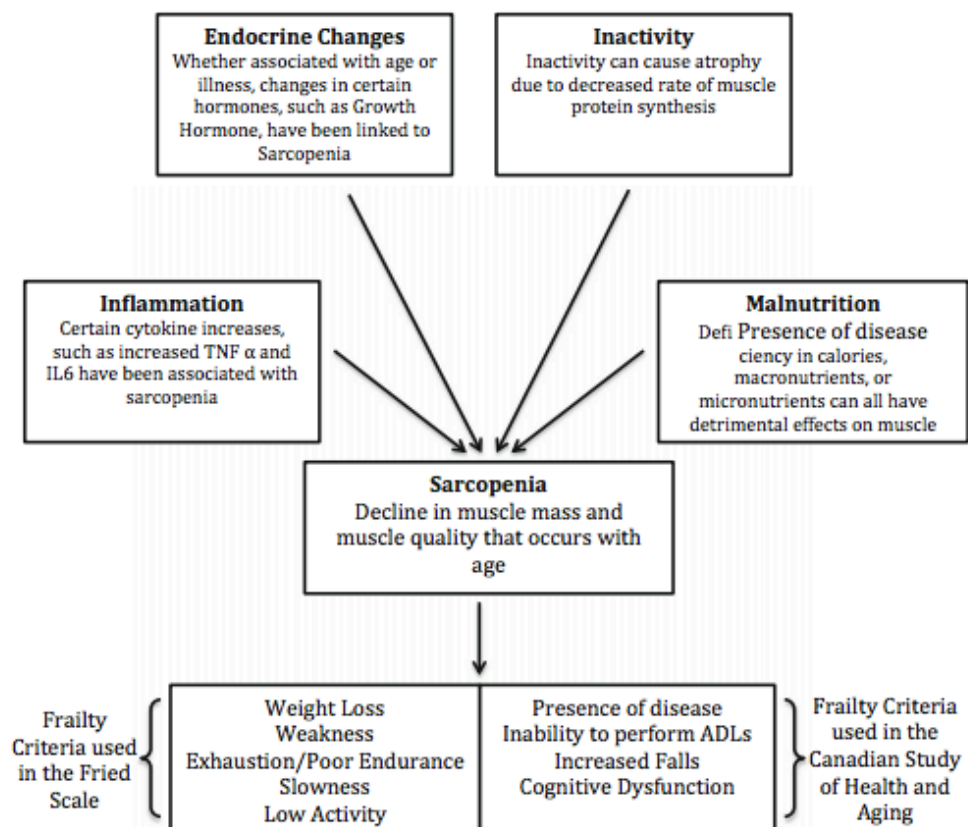 Endocrine Changes
Whether associated with age or
illness, changes in certain
hormones, such as Growth
Hormone, have been linked to
Sarcopenia
Inactivity
Inactivity can cause atrophy
due to decreased rate of muscle
protein synthesis
Inflammation
Certain cytokine increases,
such as increased TNF α and
IL6 have been associated with
sarcopenia
Malnutrition
Defi Presence of disease
ciency in calories,
macronutrients, or
micronutrients can all have
detrimental effects on muscle
Sarcopenia
Decline in muscle mass and
muscle quality that occurs with
age
Frailty
Criteria used
in the Fried
Scale
Weight Loss
Weakness
Exhaustion/Poor Endurance
Slowness
Low Activity
Presence of disease
Inability to perform ADLs
Increased Falls
Cognitive Dysfunction
Frailty Criteria
used in the
Canadian Study
of Health and
Aging